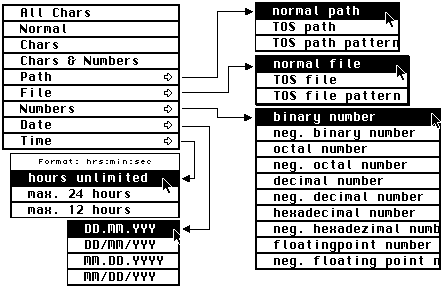 All Chars
Normal
Chars
Chars & Numbers
Path
File
Numbers
Date
Time
normal path
TOS path
TOS path pattern
normal file
TOS file
TOS file pattern
binary number
neg. binary number
octal number
neg. octal number
decimal number
neg. decimal number
hexadecimal number
neg. hexadezimal numb
floatingpoint number
neg. floating point n
Format: hrs:min:sec
hours unlimited
max. 24 hours
max. 12 hours
DD.MM.YYY
DD/MM/YYY
MM.DD.YYYY
MM/DD/YYY